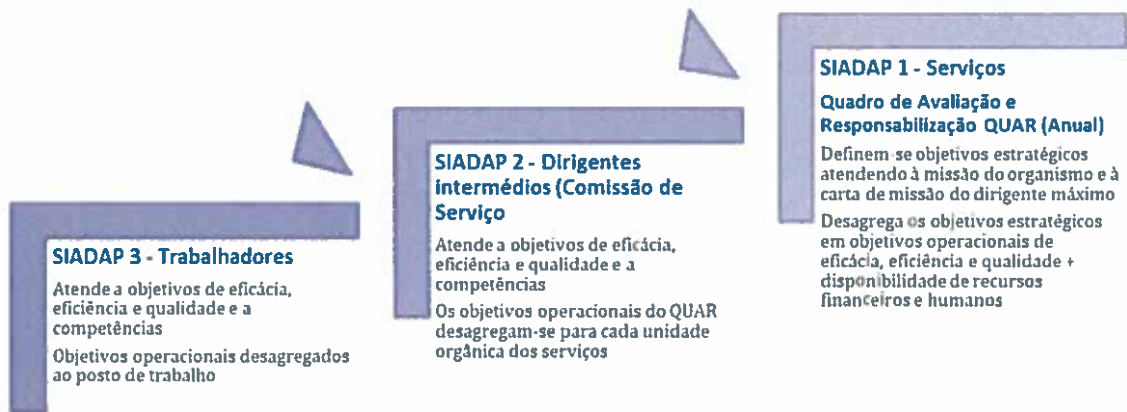 SIADAP 3 - Trabalhadores
Atende a objetivos de eficácia,
eficiência e qualidade e a
competências
Objetivos operacionais desagregados
ao posto de trabalho
SIADAP 2 - Dirigentes
intermédios (Comissão de
Serviço
Atende a objetivos de eficácia,
eficiência e qualidade e a
competências
Os objetivos operacionais do QUAR
desagregam-se para cada unidade
orgânica dos serviços
SIADAP 1 - Serviços
Quadro de Avaliação e
Responsabilização QUAR (Anual)
Definem-se objetivos estratégicos
atendendo à missão do organismo e à
carta de missão do dirigente máximo
Desagrega os objetivos estratégicos
em objetivos operacionais de
eficácia, eficiência e qualidade +
disponibilidade de recursos
financeiros e humanos